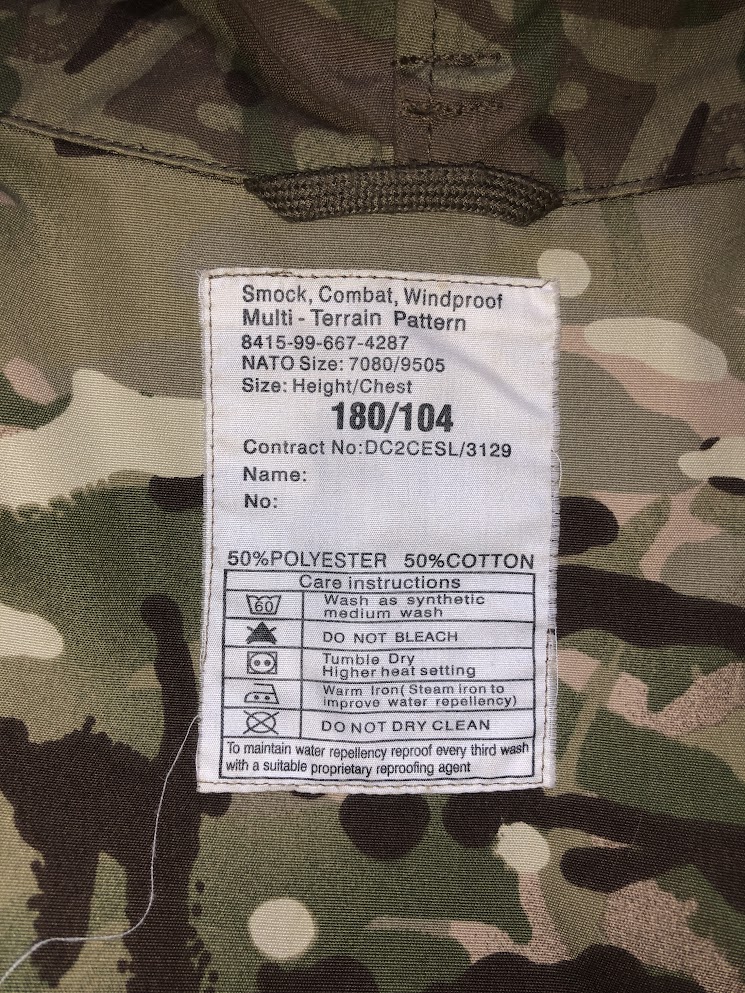 Smock, Combat, Windproof
Multi - Terrain Pattern
8415-99-667-4287
NATO Size: 7080/9505
Size: Height/Chest
180/104
Contract No:DC2CESL/3129
Name:
No:
50%POLYESTER 50%COTTON
Care instructions
60
Wash as synthetic
medium wash
DO NOT BLEACH
Tumble Dry
Higher heat setting
Warm Iron( Steam iron to
improve water repellency)
DO NOT DRY CLEAN
To maintain water repellency reproof every third wash
with a suitable proprietary reproofing agent